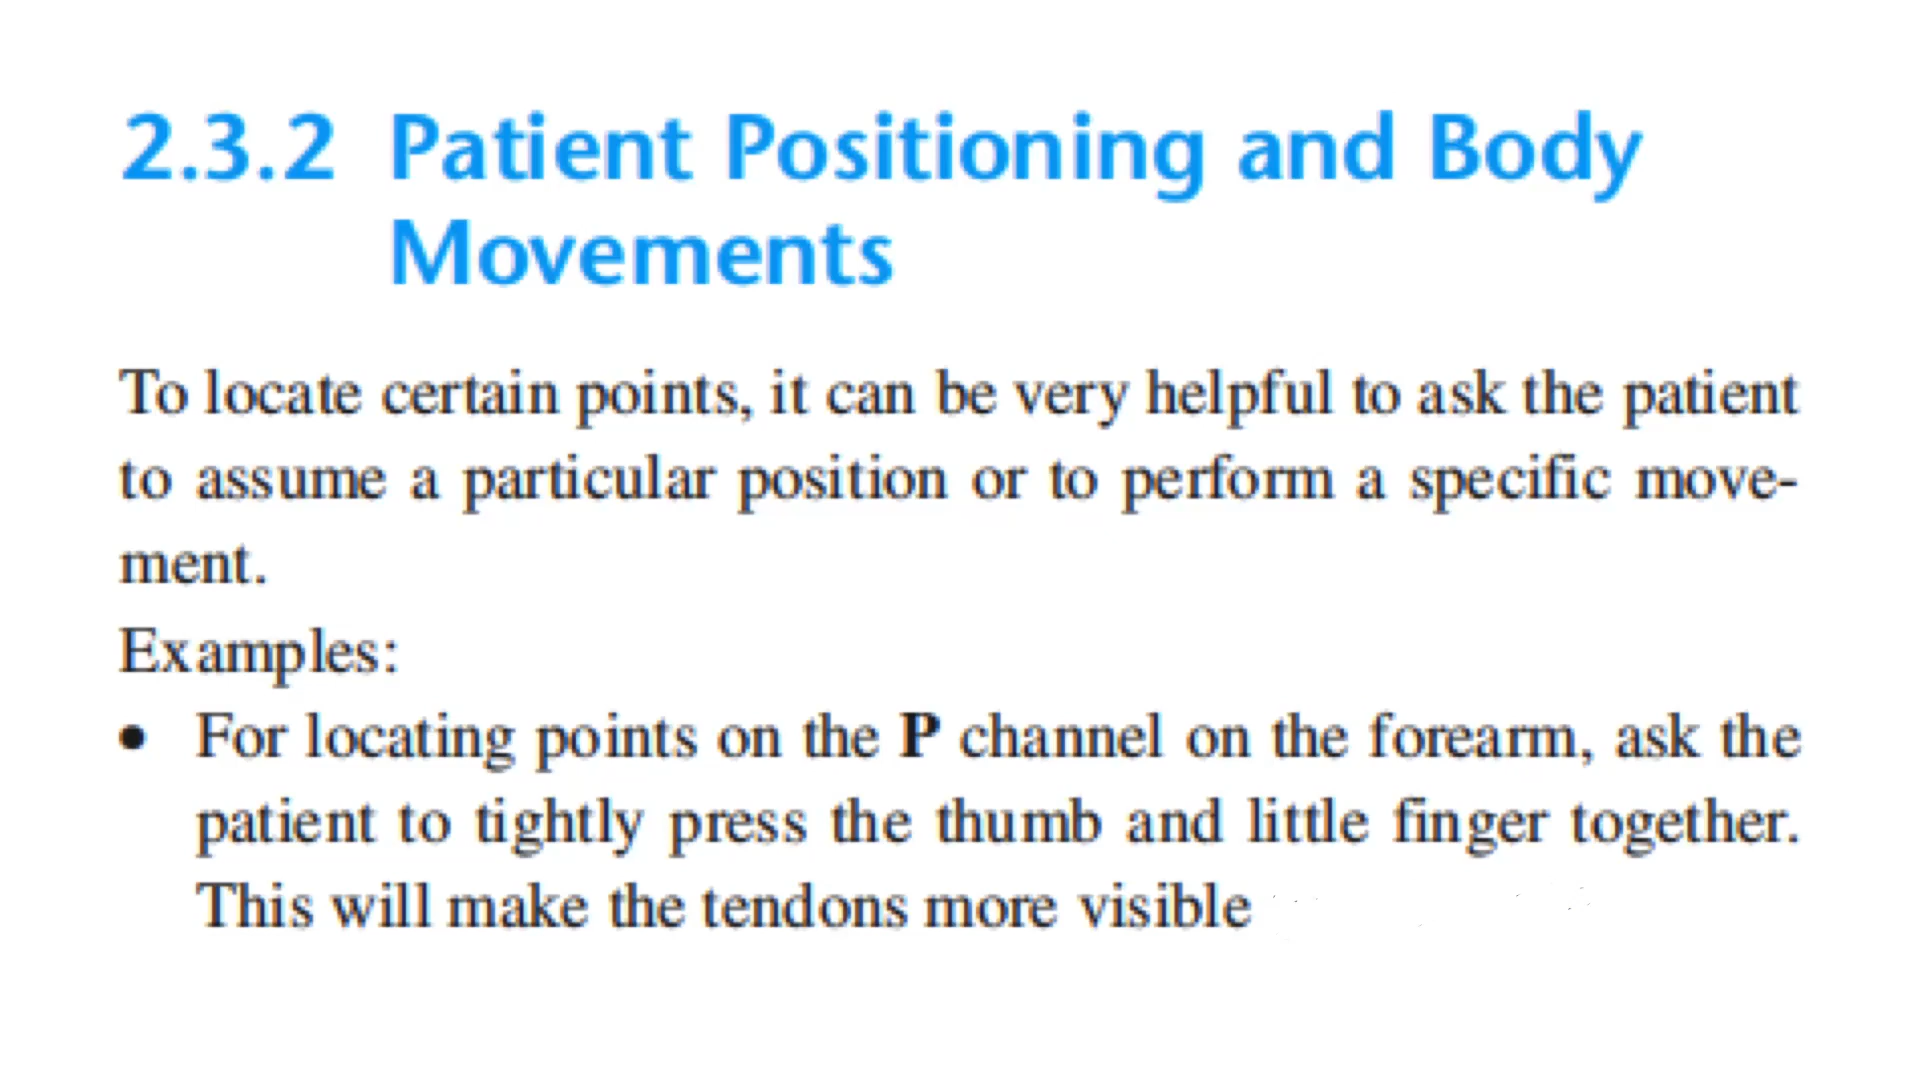 2.3.2 Patient Positioning and Body
Movements
To locate certain points, it can be very helpful to ask the patient
to assume a particular position or to perform a specific move-
ment.
Examples:
• For locating points on the P channel on the forearm, ask the
patient to tightly press the thumb and little finger together.
This will make the tendons more visible